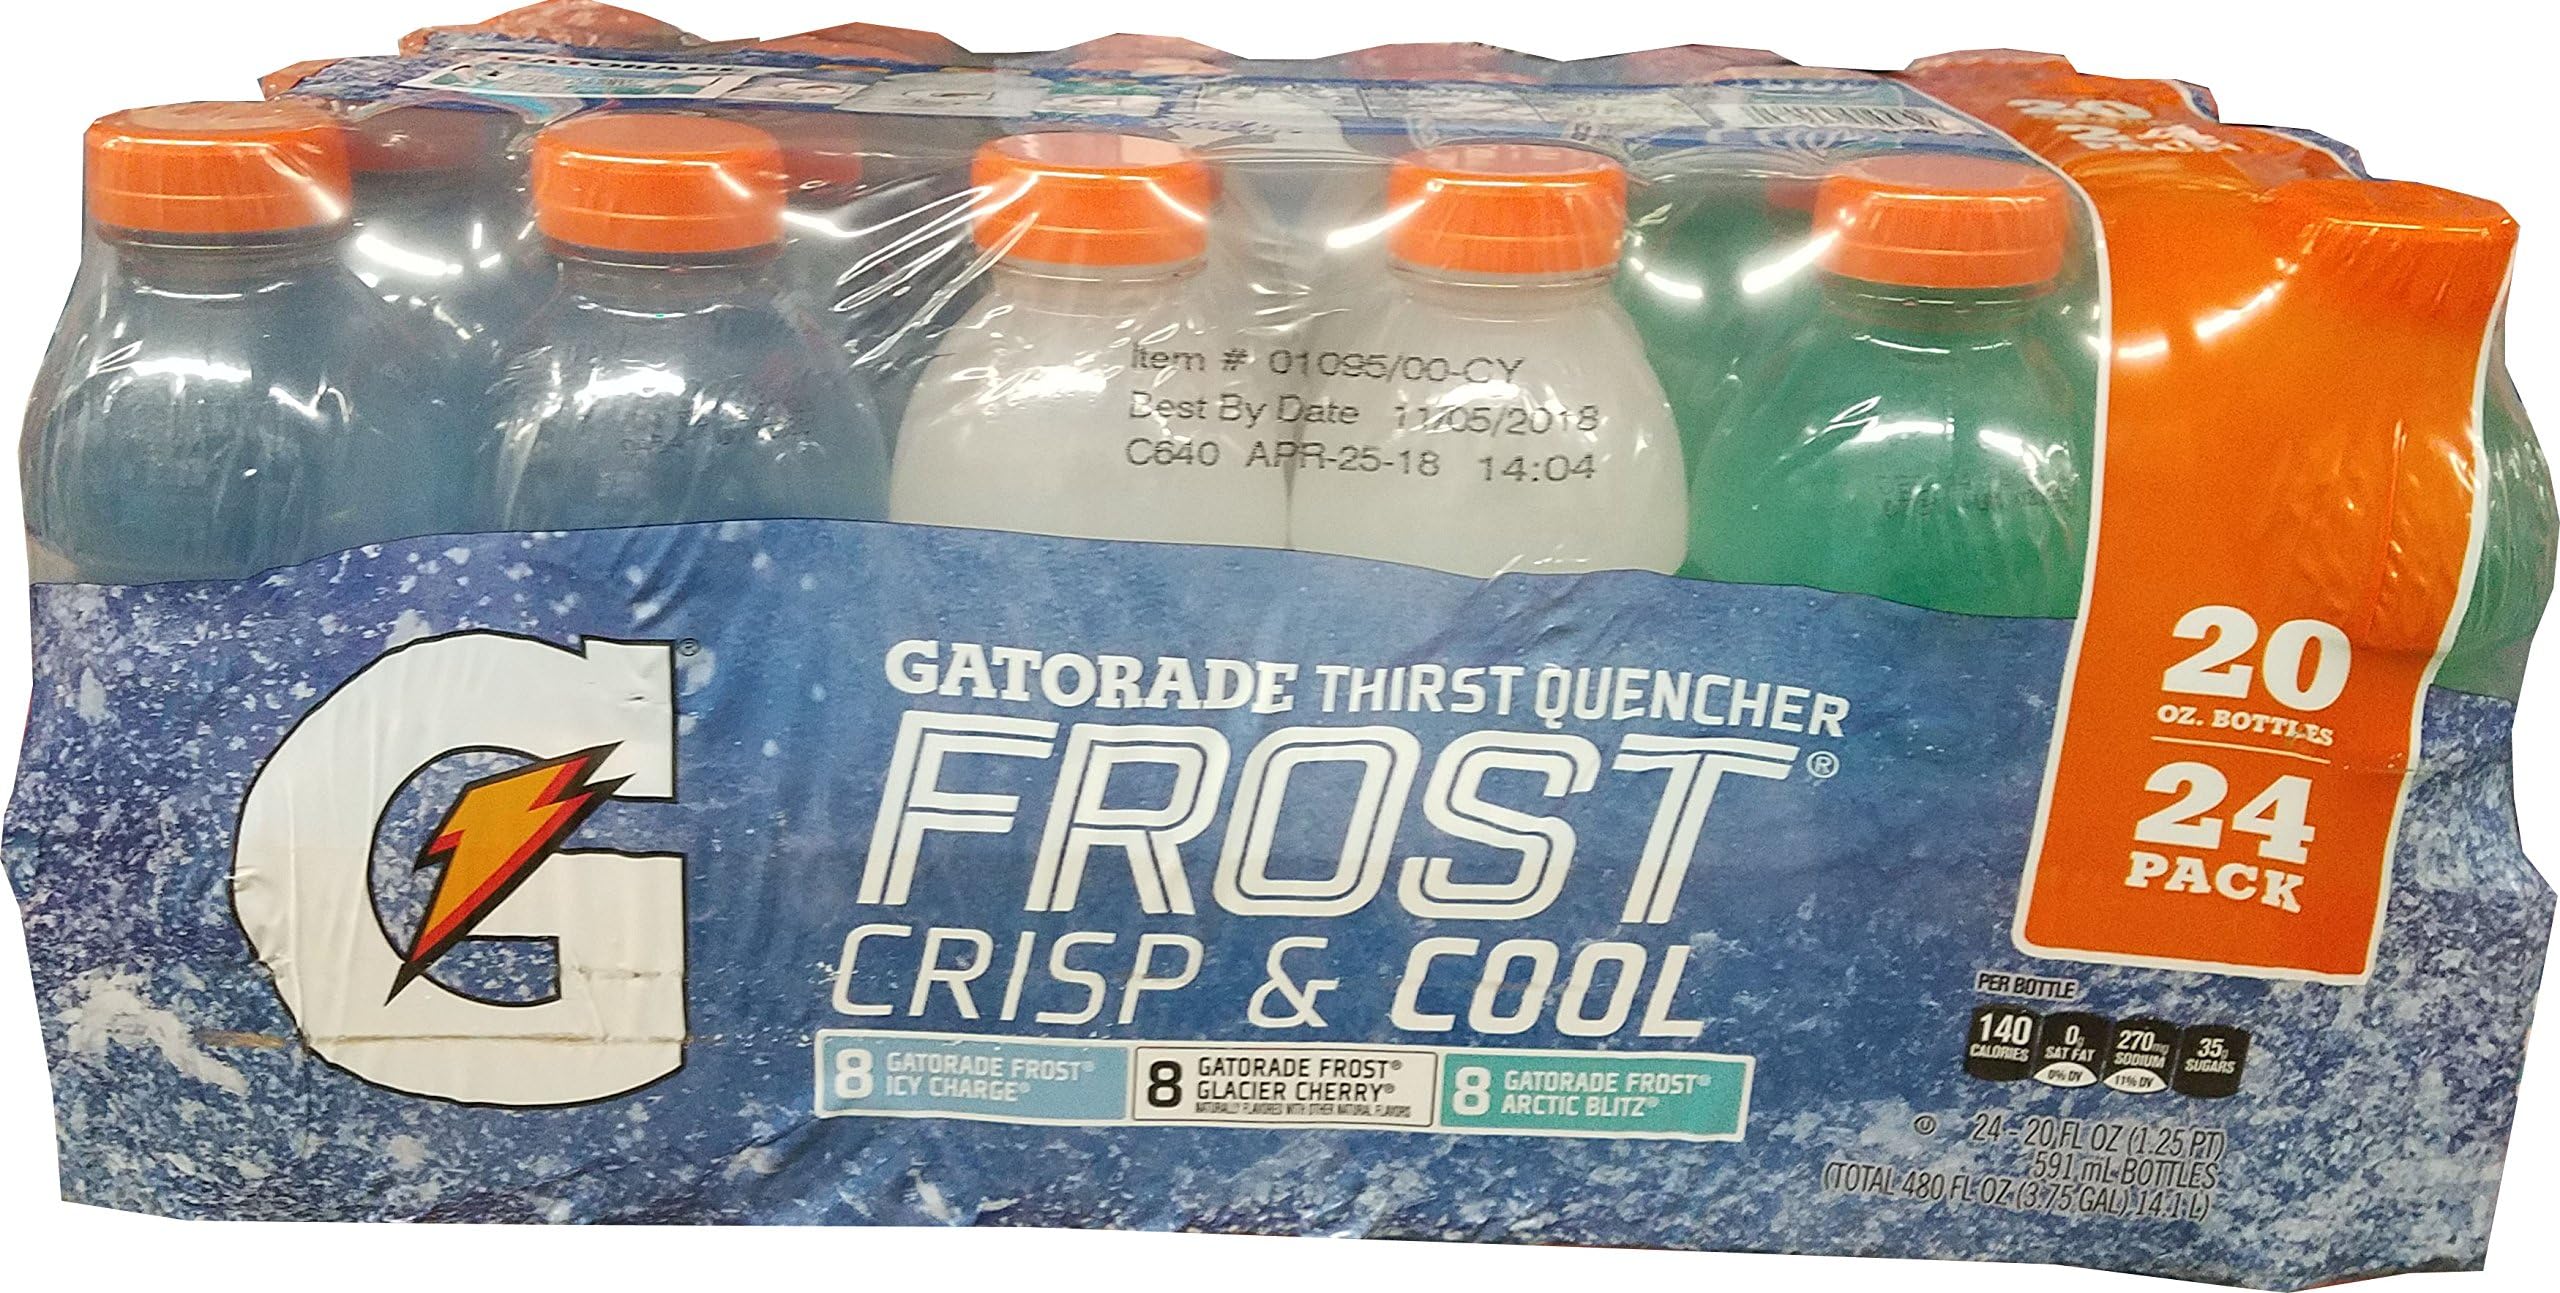 20
24
Item # 01095/00-CY
Best By Date 11/05/2018
C640 APR-25-18 14:04
G®
GATORADE THIRST QUENCHER
FROST®
CRISP & COOL
8 GATORADE FROST®
ICY CHARGE®
8 GATORADE FROST®
GLACIER CHERRY®
NATURALLY FLAVORED WITH OTHER NATURAL FLAVORS
8 GATORADE FROST®
ARCTIC BLITZ®
20
OZ. BOTTLES
24
PACK
PER BOTTLE
140
CALORIES
0g
SAT FAT
0% DV
270mg
SODIUM
11% DV
35g
SUGARS
U 24 - 20 FL OZ (1.25 PT)
591 mL BOTTLES
(TOTAL 480 FL OZ (3.75 GAL) 14.1 L)